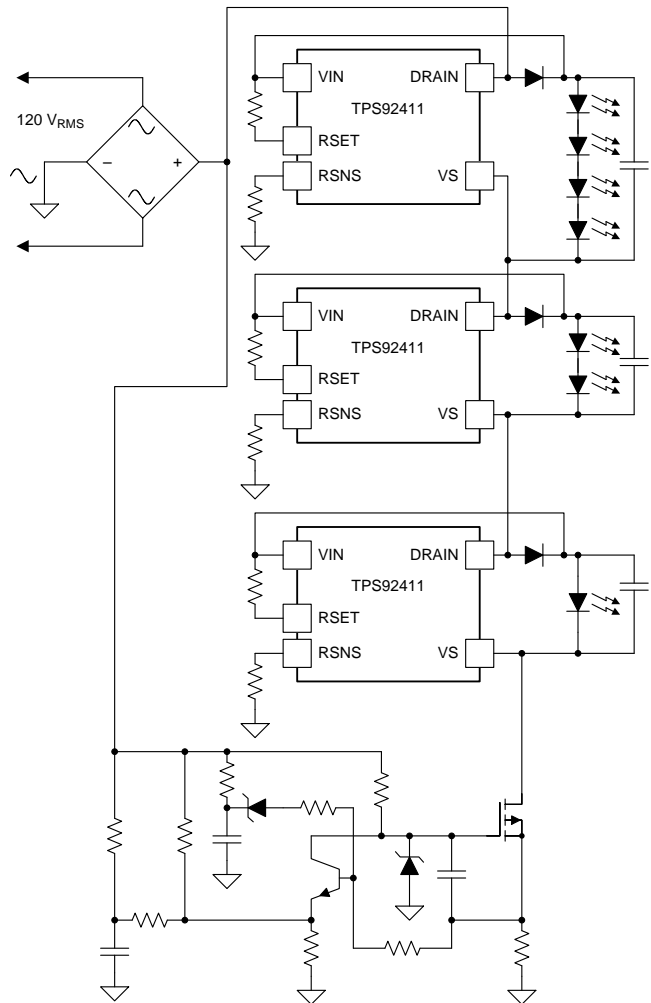 VIN DRAIN
TPS92411
RSET
RSNS VS
120 VRMS
− +
VIN DRAIN
TPS92411
RSET
RSNS VS
VIN DRAIN
TPS92411
RSET
RSNS VS